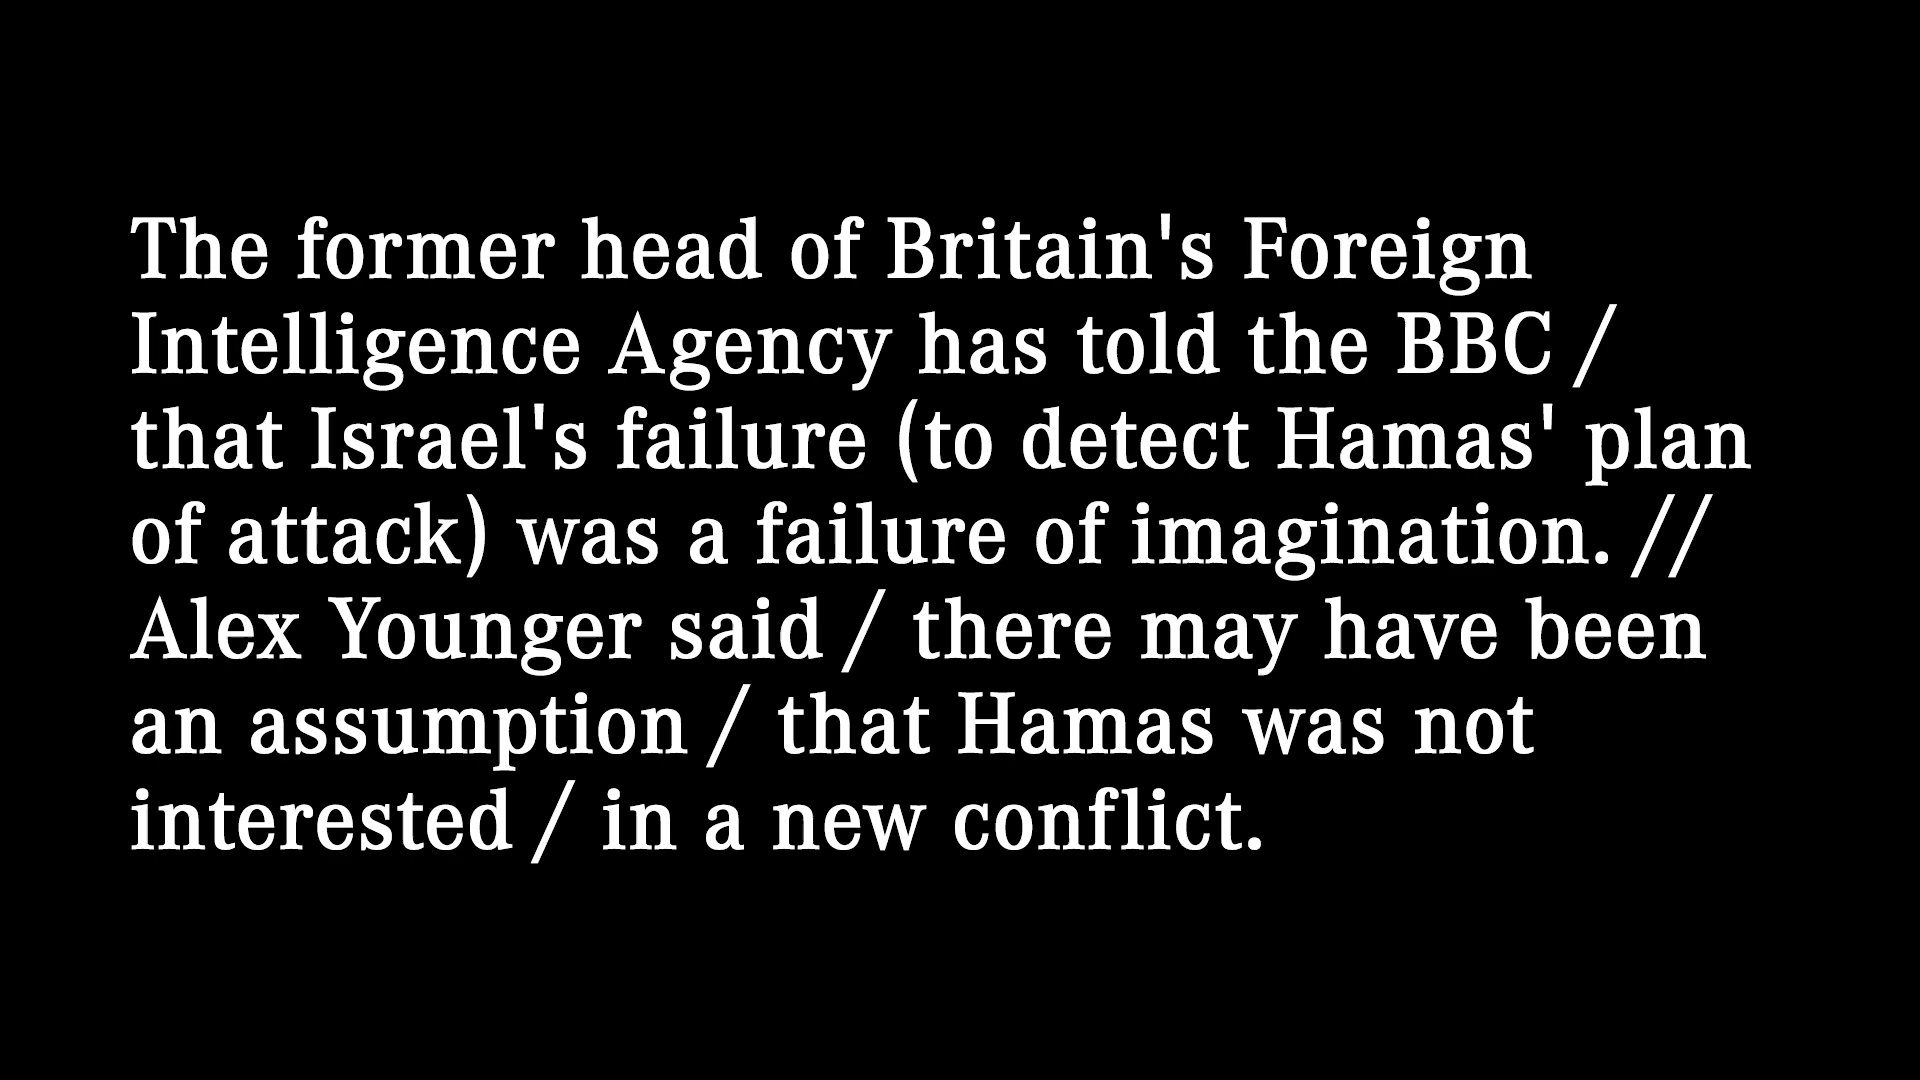 The former head of Britain's Foreign
Intelligence Agency has told the BBC /
that Israel's failure (to detect Hamas' plan
of attack) was a failure of imagination. //
Alex Younger said / there may have been
an assumption / that Hamas was not
interested / in a new conflict.